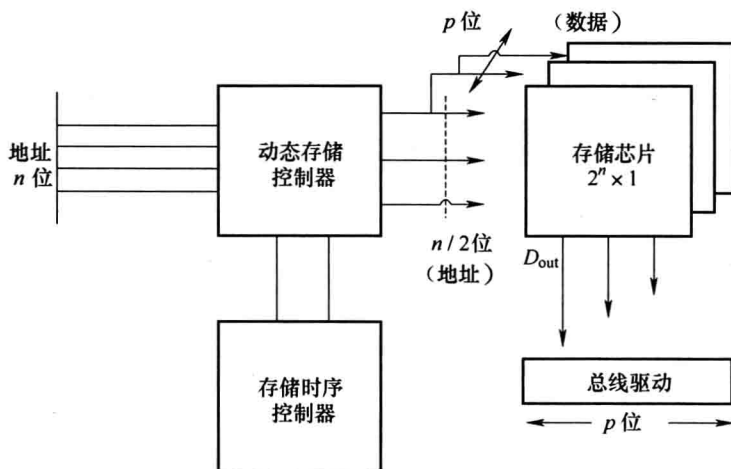 p 位
(数据)
地址
n 位
动态存储
控制器
存储芯片
2ⁿ × 1
n / 2位
(地址)
D_out
存储时序
控制器
总线驱动
p 位